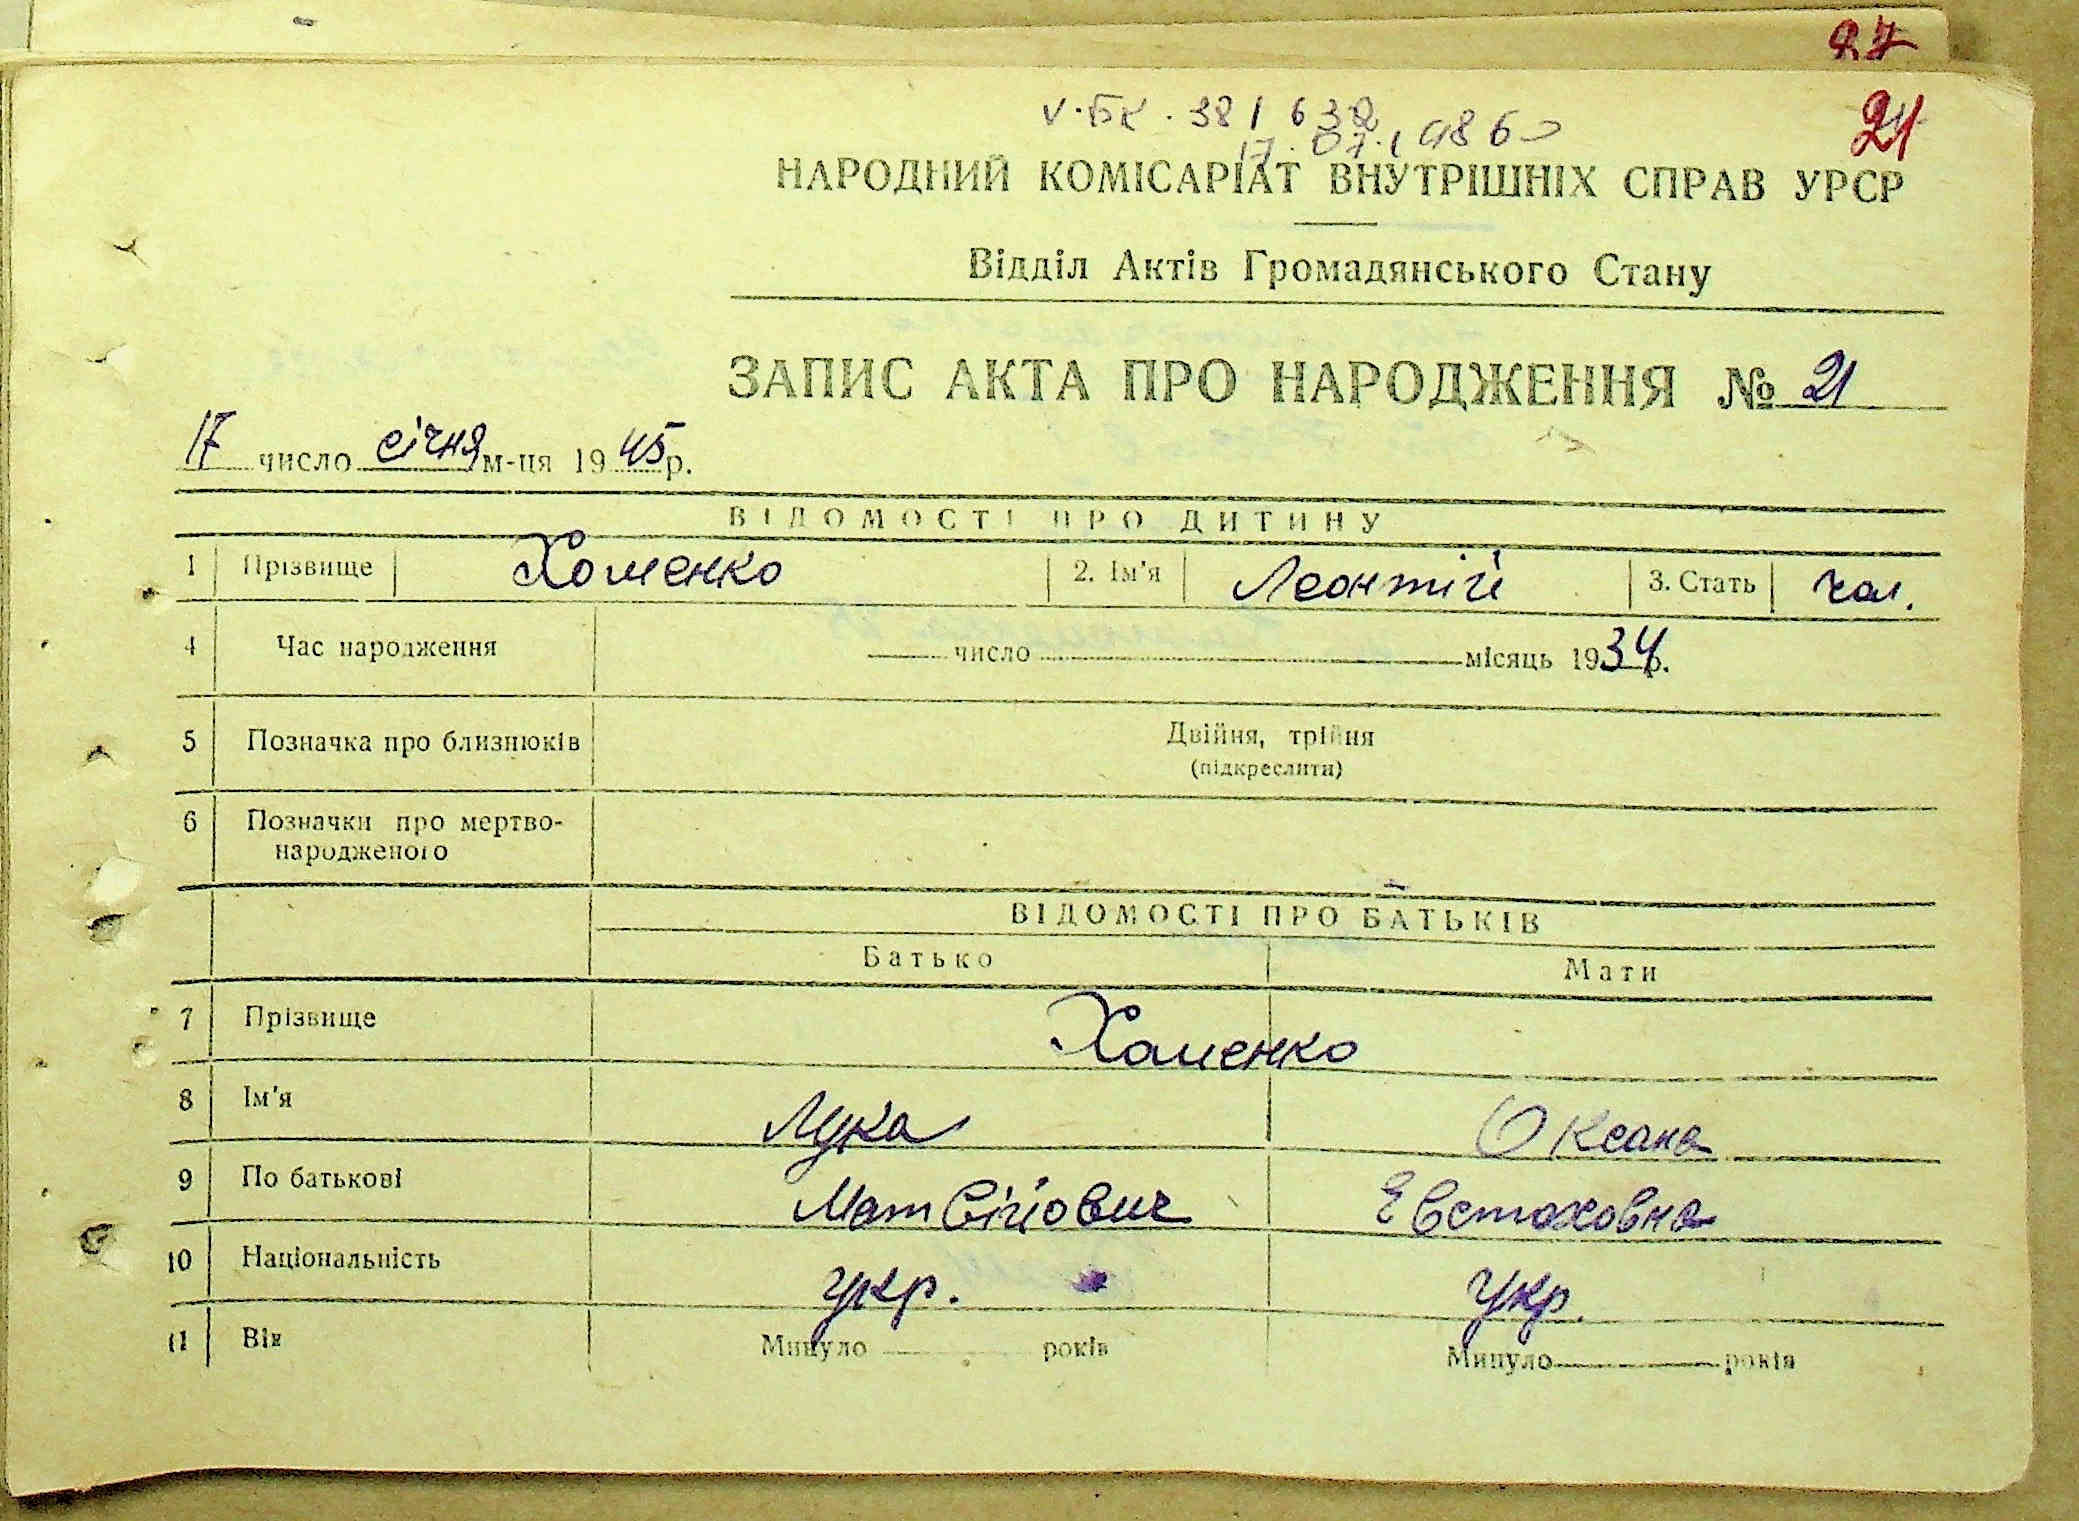 27
V-БК. 381632
17.07.1986
21
НАРОДНИЙ КОМІСАРІАТ ВНУТРІШНІХ СПРАВ УРСР
Відділ Актів Громадянського Стану
ЗАПИС АКТА ПРО НАРОДЖЕННЯ № 21
17 число січня м-ця 1945 р.
ВІДОМОСТІ ПРО ДИТИНУ
1 Прізвище Хоменко 2. Ім'я Леонтій 3. Стать чол.
4 Час народження число місяць 1934 р.
5 Позначка про близнюків Двійня, трійня
(підкреслити)
6 Позначки про мертво-
народженого
ВІДОМОСТІ ПРО БАТЬКІВ
Батько Мати
7 Прізвище Хоменко
8 Ім'я Лука Оксана
9 По батькові Матвійович Євстаховна
10 Національність укр. Укр.
11 Вік Минуло років Минуло років